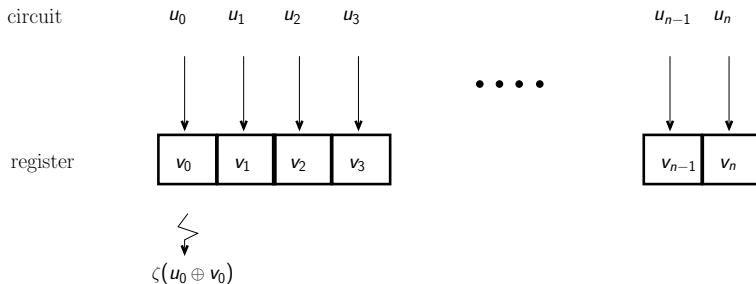 circuit u₀ u₁ u₂ u₃ uₙ₋₁ uₙ
register v₀ v₁ v₂ v₃ vₙ₋₁ vₙ
ζ(u₀ ⊕ v₀)